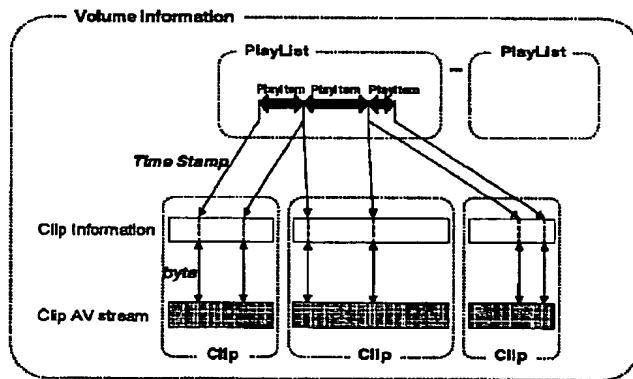 Volume Information
PlayList
PlayList
PlayItem PlayItem PlayItem
Time Stamp
Clip Information
byte
Clip AV stream
Clip
Clip
Clip